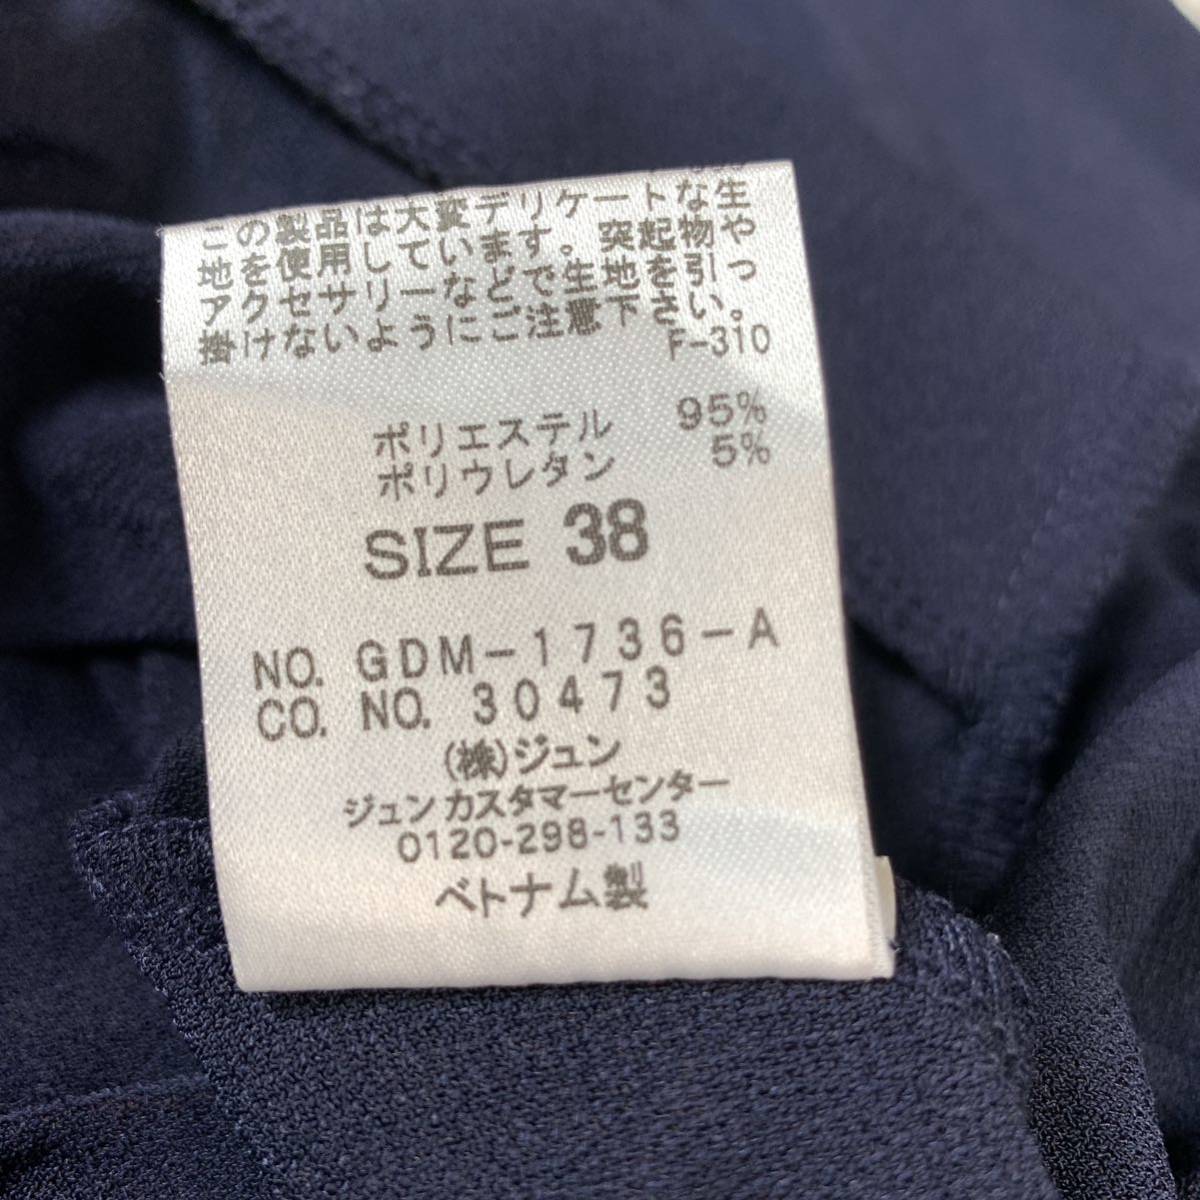 この製品は大変デリケートな生
地を使用しています。突起物や
アクセサリーなどで生地を引っ
掛けないようにご注意下さい。
F-310
ポリエステル 95%
ポリウレタン 5%
SIZE 38
NO. GDM-1736-A
CO. NO. 30473
(株)ジュン
ジュンカスタマーセンター
0120-298-133
ベトナム製